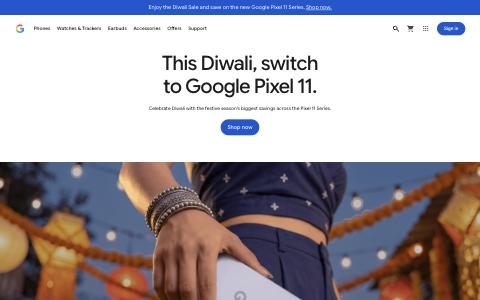 Enjoy the Diwali Sale and save on the new Google Pixel 11 Series. Shop now.
Phones Watches & Trackers Earbuds Accessories Offers Support
Sign in
This Diwali, switch
to Google Pixel 11.
Celebrate Diwali with the festive season's biggest savings across the Pixel 11 Series.
Shop now